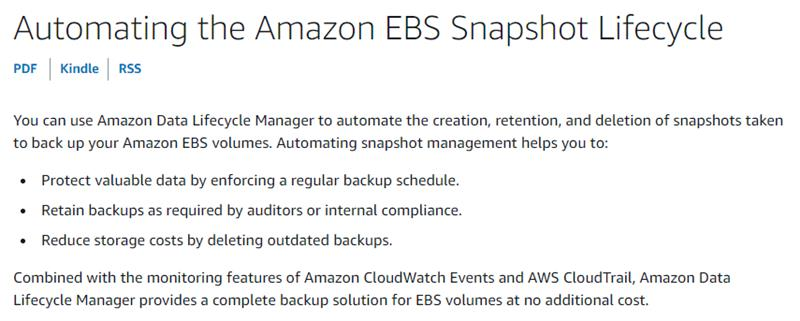 Automating the Amazon EBS Snapshot Lifecycle
PDF | Kindle | RSS
You can use Amazon Data Lifecycle Manager to automate the creation, retention, and deletion of snapshots taken
to back up your Amazon EBS volumes. Automating snapshot management helps you to:
• Protect valuable data by enforcing a regular backup schedule.
• Retain backups as required by auditors or internal compliance.
• Reduce storage costs by deleting outdated backups.
Combined with the monitoring features of Amazon CloudWatch Events and AWS CloudTrail, Amazon Data
Lifecycle Manager provides a complete backup solution for EBS volumes at no additional cost.